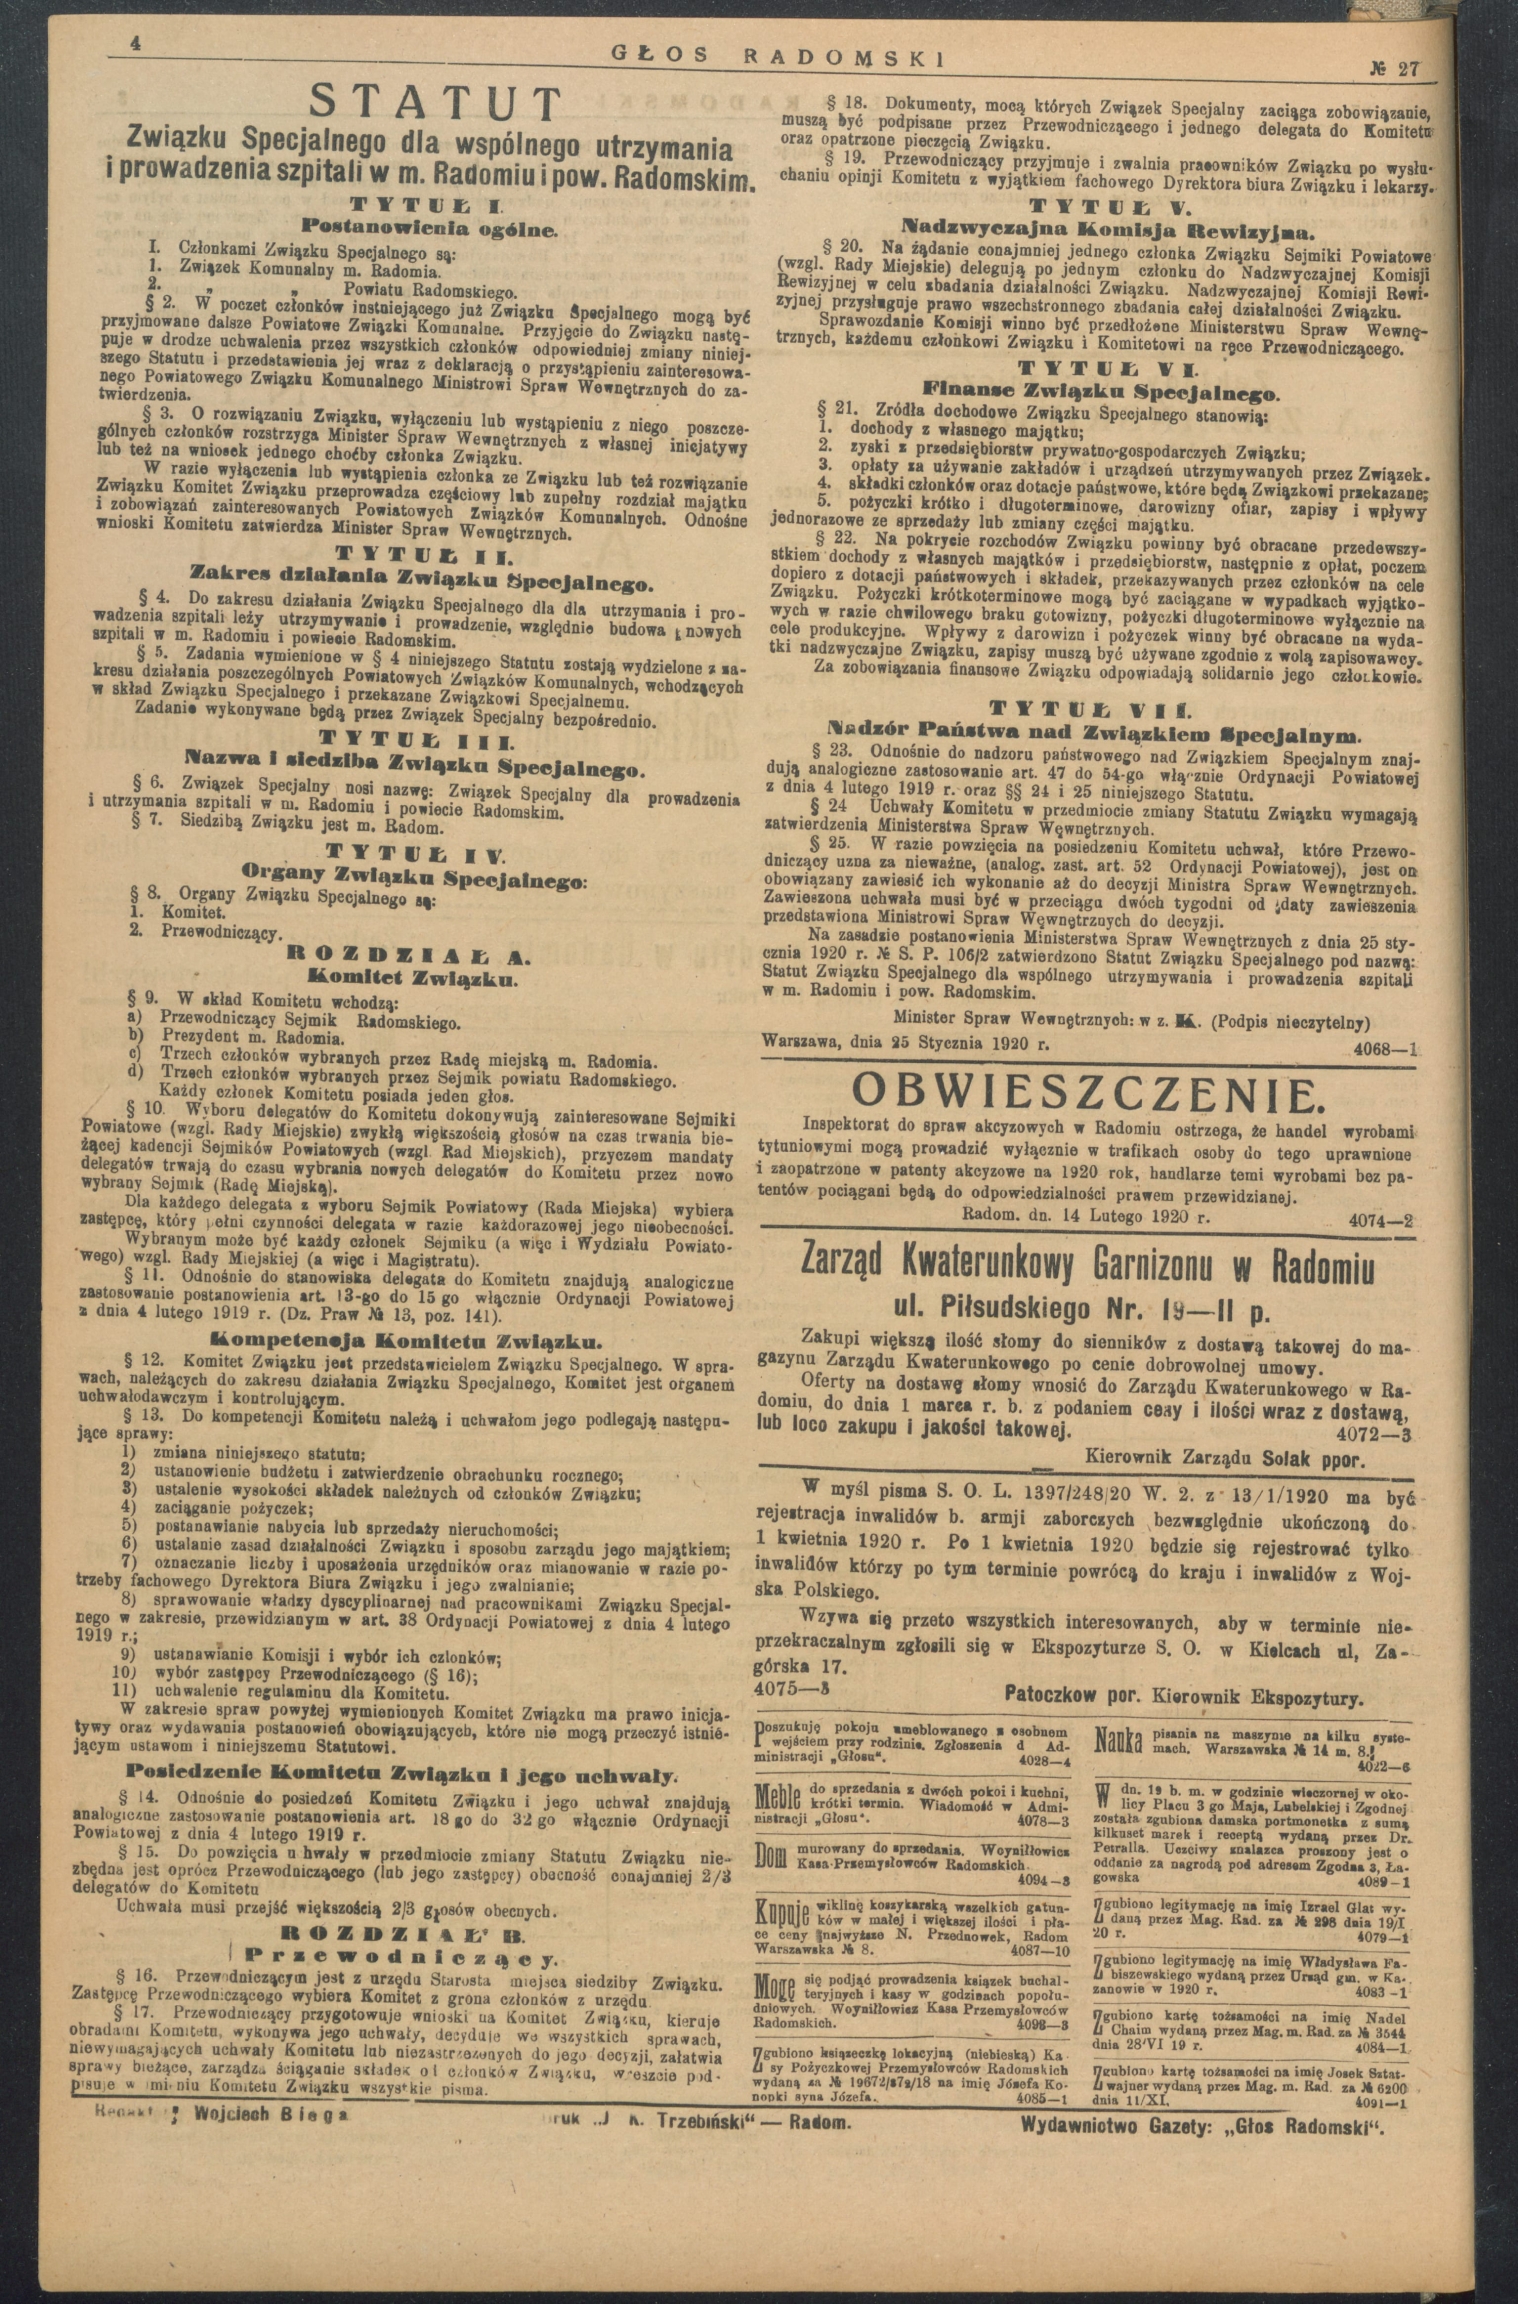 4
GŁOS RADOMSKI
№ 27
STATUT
Związku Specjalnego dla wspólnego utrzymania
i prowadzenia szpitali w m. Radomiu i pow. Radomskim.
TYTUŁ I.
Postanowienia ogólne.
I. Członkami Związku Specjalnego są:
1. Związek Komunalny m. Radomia.
2. „ „ Powiatu Radomskiego.
§ 2. W poczet członków instniejącego już Związku Specjalnego mogą być
przyjmowane dalsze Powiatowe Związki Komunalne. Przyjęcie do Związku nastę-
puje w drodze uchwalenia przez wszystkich członków odpowiedniej zmiany niniej-
szego Statutu i przedstawienia jej wraz z deklaracją o przystąpieniu zainteresowa-
nego Powiatowego Związku Komunalnego Ministrowi Spraw Wewnętrznych do za-
twierdzenia.
§ 3. O rozwiązaniu Związku, wyłączeniu lub wystąpieniu z niego poszcze-
gólnych członków rozstrzyga Minister Spraw Wewnętrznych z własnej inicjatywy
lub też na wniosek jednego choćby członka Związku.
W razie wyłączenia lub wystąpienia członka ze Związku lub też rozwiązanie
Związku Komitet Związku przeprowadza częściowy lub zupełny rozdział majątku
i zobowiązań zainteresowanych Powiatowych Związków Komunalnych. Odnośne
wnioski Komitetu zatwierdza Minister Spraw Wewnętrznych.
TYTUŁ II.
Zakres działania Związku Specjalnego.
§ 4. Do zakresu działania Związku Specjalnego dla dla utrzymania i pro-
wadzenia szpitali leży utrzymywanie i prowadzenie, względnie budowa nowych
szpitali w m. Radomiu i powiecie Radomskim.
§ 5. Zadania wymienione w § 4 niniejszego Statutu zostają wydzielone z za-
kresu działania poszczególnych Powiatowych Związków Komunalnych, wchodzących
w skład Związku Specjalnego i przekazane Związkowi Specjalnemu.
Zadanie wykonywane będą przez Związek Specjalny bezpośrednio.
TYTUŁ III.
Nazwa i siedziba Związku Specjalnego.
§ 6. Związek Specjalny nosi nazwę: Związek Specjalny dla prowadzenia
i utrzymania szpitali w m. Radomiu i powiecie Radomskim.
§ 7. Siedzibą Związku jest m. Radom.
TYTUŁ IV.
Organy Związku Specjalnego:
§ 8. Organy Związku Specjalnego są:
1. Komitet.
2. Przewodniczący.
ROZDZIAŁ A.
Komitet Związku.
§ 9. W skład Komitetu wchodzą:
a) Przewodniczący Sejmik Radomskiego.
b) Prezydent m. Radomia.
c) Trzech członków wybranych przez Radę miejską m. Radomia.
d) Trzech członków wybranych przez Sejmik powiatu Radomskiego.
Każdy członek Komitetu posiada jeden głos.
§ 10. Wyboru delegatów do Komitetu dokonywują zainteresowane Sejmiki
Powiatowe (wzgl. Rady Miejskie) zwykłą większością głosów na czas trwania bie-
żącej kadencji Sejmików Powiatowych (wzgl. Rad Miejskich), przyczem mandaty
delegatów trwają do czasu wybrania nowych delegatów do Komitetu przez nowo
wybrany Sejmik (Radę Miejską).
Dla każdego delegata z wyboru Sejmik Powiatowy (Rada Miejska) wybiera
zastępcę, który pełni czynności delegata w razie każdorazowej jego nieobecności.
Wybranym może być każdy członek Sejmiku (a więc i Wydziału Powiato-
wego) wzgl. Rady Miejskiej (a więc i Magistratu).
§ 11. Odnośnie do stanowiska delegata do Komitetu znajdują analogiczne
zastosowanie postanowienia art. 13-go do 15 go włącznie Ordynacji Powiatowej
z dnia 4 lutego 1919 r. (Dz. Praw № 13, poz. 141).
Kompetencja Komitetu Związku.
§ 12. Komitet Związku jest przedstawicielem Związku Specjalnego. W spra-
wach, należących do zakresu działania Związku Specjalnego, Komitet jest organem
uchwałodawczym i kontrolującym.
§ 13. Do kompetencji Komitetu należą i uchwałom jego podlegają następu-
jące sprawy:
1) zmiana niniejszego statutu;
2) ustanowienie budżetu i zatwierdzenie obrachunku rocznego;
3) ustalenie wysokości składek należnych od członków Związku;
4) zaciąganie pożyczek;
5) postanawianie nabycia lub sprzedaży nieruchomości;
6) ustalanie zasad działalności Związku i sposobu zarządu jego majątkiem;
7) oznaczanie liczby i uposażenia urzędników oraz mianowanie w razie po-
trzeby fachowego Dyrektora Biura Związku i jego zwalnianie;
8) sprawowanie władzy dyscyplinarnej nad pracownikami Związku Specjal-
nego w zakresie, przewidzianym w art. 38 Ordynacji Powiatowej z dnia 4 lutego
1919 r.;
9) ustanawianie Komisji i wybór ich członków;
10) wybór zastępcy Przewodniczącego (§ 16);
11) uchwalenie regulaminu dla Komitetu.
W zakresie spraw powyżej wymienionych Komitet Związku ma prawo inicja-
tywy oraz wydawania postanowień obowiązujących, które nie mogą przeczyć istnie-
jącym ustawom i niniejszemu Statutowi.
Posiedzenie Komitetu Związku i jego uchwały.
§ 14. Odnośnie do posiedzeń Komitetu Związku i jego uchwał znajdują
analogiczne zastosowanie postanowienia art. 18 go do 32 go włącznie Ordynacji
Powiatowej z dnia 4 lutego 1919 r.
§ 15. Do powzięcia u hwały w przedmiocie zmiany Statutu Związku nie-
zbędna jest oprócz Przewodniczącego (lub jego zastępcy) obecność conajmniej 2/3
delegatów do Komitetu
Uchwała musi przejść większością 2/3 głosów obecnych.
ROZDZIAŁ B.
Przewodniczący.
§ 16. Przewodniczącym jest z urzędu Starosta miejsca siedziby Związku.
Zastępcę Przewodniczącego wybiera Komitet z grona członków z urzędu
§ 17. Przewodniczący przygotowuje wnioski na Komitet Związku, kieruje
obradami Komitetu, wykonywa jego uchwały, decyduje we wszystkich sprawach,
niewymagających uchwały Komitetu lub niezastrzeżonych do jego decyzji, załatwia
sprawy bieżące, zarządza ściąganie składek od członków Związku, wreszcie pod-
pisuje w imieniu Komitetu Związku wszystkie pisma.
§ 18. Dokumenty, mocą których Związek Specjalny zaciąga zobowiązanie,
muszą być podpisane przez Przewodniczącego i jednego delegata do Komitetu
oraz opatrzone pieczęcią Związku.
§ 19. Przewodniczący przyjmuje i zwalnia pracowników Związku po wysłu-
chaniu opinji Komitetu z wyjątkiem fachowego Dyrektora biura Związku i lekarzy.
TYTUŁ V.
Nadzwyczajna Komisja Rewizyjna.
§ 20. Na żądanie conajmniej jednego członka Związku Sejmiki Powiatowe
(wzgl. Rady Miejskie) delegują po jednym członku do Nadzwyczajnej Komisji
Rewizyjnej w celu zbadania działalności Związku. Nadzwyczajnej Komisji Rewi-
zyjnej przysługuje prawo wszechstronnego zbadania całej działalności Związku.
Sprawozdanie Komisji winno być przedłożene Ministerstwu Spraw Wewnę-
trznych, każdemu członkowi Związku i Komitetowi na ręce Przewodniczącego.
TYTUŁ VI.
Finanse Związku Specjalnego.
§ 21. Zródła dochodowe Związku Specjalnego stanowią:
1. dochody z własnego majątku;
2. zyski z przedsiębiorstw prywatno-gospodarczych Związku;
3. opłaty za używanie zakładów i urządzeń utrzymywanych przez Związek.
4. składki członków oraz dotacje państwowe, które będą Związkowi przekazane;
5. pożyczki krótko i długoterminowe, darowizny ofiar, zapisy i wpływy
jednorazowe ze sprzedaży lub zmiany części majątku.
§ 22. Na pokrycie rozchodów Związku powinny być obracane przedewszy-
stkiem dochody z własnych majątków i przedsiębiorstw, następnie z opłat, poczem
dopiero z dotacji państwowych i składek, przekazywanych przez członków na cele
Związku. Pożyczki krótkoterminowe mogą być zaciągane w wypadkach wyjątko-
wych w razie chwilowego braku gotowizny, pożyczki długoterminowe wyłącznie na
cele produkcyjne. Wpływy z darowizn i pożyczek winny być obracane na wyda-
tki nadzwyczajne Związku, zapisy muszą być używane zgodnie z wolą zapisowawcy.
Za zobowiązania finansowe Związku odpowiadają solidarnie jego członkowie.
TYTUŁ VII.
Nadzór Państwa nad Związkiem Specjalnym.
§ 23. Odnośnie do nadzoru państwowego nad Związkiem Specjalnym znaj-
dują analogiczne zastosowanie art. 47 do 54-go włącznie Ordynacji Powiatowej
z dnia 4 lutego 1919 r. oraz §§ 24 i 25 niniejszego Statutu.
§ 24 Uchwały Komitetu w przedmiocie zmiany Statutu Związku wymagają
zatwierdzenia Ministerstwa Spraw Węwnętrznych.
§ 25. W razie powzięcia na posiedzeniu Komitetu uchwał, które Przewo-
dniczący uzna za nieważne, (analog. zast. art. 52 Ordynacji Powiatowej), jest on
obowiązany zawiesić ich wykonanie aż do decyzji Ministra Spraw Wewnętrznych.
Zawieszona uchwała musi być w przeciągu dwóch tygodni od daty zawieszenia
przedstawiona Ministrowi Spraw Węwnętrznych do decyzji.
Na zasadzie postanowienia Ministerstwa Spraw Wewnętrznych z dnia 25 sty-
cznia 1920 r. № S. P. 106/2 zatwierdzono Statut Związku Specjalnego pod nazwą:
Statut Związku Specjalnego dla wspólnego utrzymywania i prowadzenia szpitali
w m. Radomiu i pow. Radomskim.
Minister Spraw Wewnętrznych: w z. K. (Podpis nieczytelny)
Warszawa, dnia 25 Stycznia 1920 r.
4068—1
OBWIESZCZENIE.
Inspektorat do spraw akcyzowych w Radomiu ostrzega, że handel wyrobami
tytuniowymi mogą prowadzić wyłącznie w trafikach osoby do tego uprawnione
i zaopatrzone w patenty akcyzowe na 1920 rok, handlarze temi wyrobami bez pa-
tentów pociągani będą do odpowiedzialności prawem przewidzianej.
Radom. dn. 14 Lutego 1920 r.
4074—2
Zarząd Kwaterunkowy Garnizonu w Radomiu
ul. Piłsudskiego Nr. 19—II p.
Zakupi większą ilość słomy do sienników z dostawą takowej do ma-
gazynu Zarządu Kwaterunkowego po cenie dobrowolnej umowy.
Oferty na dostawę słomy wnosić do Zarządu Kwaterunkowego w Ra-
domiu, do dnia 1 marca r. b. z podaniem ceny i ilości wraz z dostawą,
lub loco zakupu i jakości takowej.
4072—3
Kierownik Zarządu Solak ppor.
W myśl pisma S. O. L. 1397/248/20 W. 2. z 13/1/1920 ma być
rejestracja inwalidów b. armji zaborczych bezwzględnie ukończoną do
1 kwietnia 1920 r. Po 1 kwietnia 1920 będzie się rejestrować tylko
inwalidów którzy po tym terminie powrócą do kraju i inwalidów z Woj-
ska Polskiego.
Wzywa się przeto wszystkich interesowanych, aby w terminie nie-
przekraczalnym zgłosili się w Ekspozyturze S. O. w Kielcach ul, Za-
górska 17.
4075—3
Patoczkow por. Kierownik Ekspozytury.
Poszukuję pokoju umeblowanego z osobnem
wejściem przy rodzinie. Zgłoszenia d Ad-
ministracji „Głosu“.
4028—4
Meble do sprzedania z dwóch pokoi i kuchni,
krótki termin. Wiadomość w Admi-
nistracji „Głosu“.
4078—3
Dom murowany do sprzedania. Woyniłłowicz
Kasa Przemysłowców Radomskich.
4094—3
Kupuję wiklinę koszykarską wszelkich gatun-
ków w małej i większej ilości i pła-
ce ceny najwyższe N. Przednowek, Radom
Warszawska № 8.
4087—10
Mogę się podjąć prowadzenia książek buchal-
teryjnych i kasy w godzinach popołu-
dniowych. Woyniłłowicz Kasa Przemysłowców
Radomskich.
4093—3
Zgubiono książeczkę lokacyjną (niebieską) Ka
sy Pożyczkowej Przemysłowców Radomskich
wydaną za № 19672/879/18 na imię Józefa Ko-
nopki syna Józefa.
4085—1
Nauka pisania na maszynie na kilku syste-
mach. Warszawska № 14 m. 8.
4022—6
W dn. 19 b. m. w godzinie wieczornej w oko-
licy Placu 3 go Maja, Lubelskiej i Zgodnej
została zgubiona damska portmonetka z sumą
kilkuset marek i receptą wydaną przez Dr.
Petralla. Uczciwy znalazca proszony jest o
oddanie za nagrodą pod adresem Zgodna 3, Ła-
gowska
4089—1
Zgubiono legitymację na imię Izrael Glat wy-
daną przez Mag. Rad. za № 298 dnia 19/I
20 r.
4079—1
Zgubiono legitymację na imię Władysława Fa-
biszewskiego wydaną przez Urząd gm. w Ka-
zanowie w 1920 r.
4083—1
Zgubiono kartę tożsamości na imię Nadel
Chaim wydaną przez Mag. m. Rad. za № 3544
dnia 28 VI 19 r.
4084—1
Zgubiono kartę tożsamości na imię Josek Sztat-
wajner wydaną przez Mag. m. Rad. za № 6200
dnia 11/XI.
4091—1
Wojciech Biega
Druk „J K. Trzebiński“ — Radom.
Wydawnictwo Gazety: „Głos Radomski“.